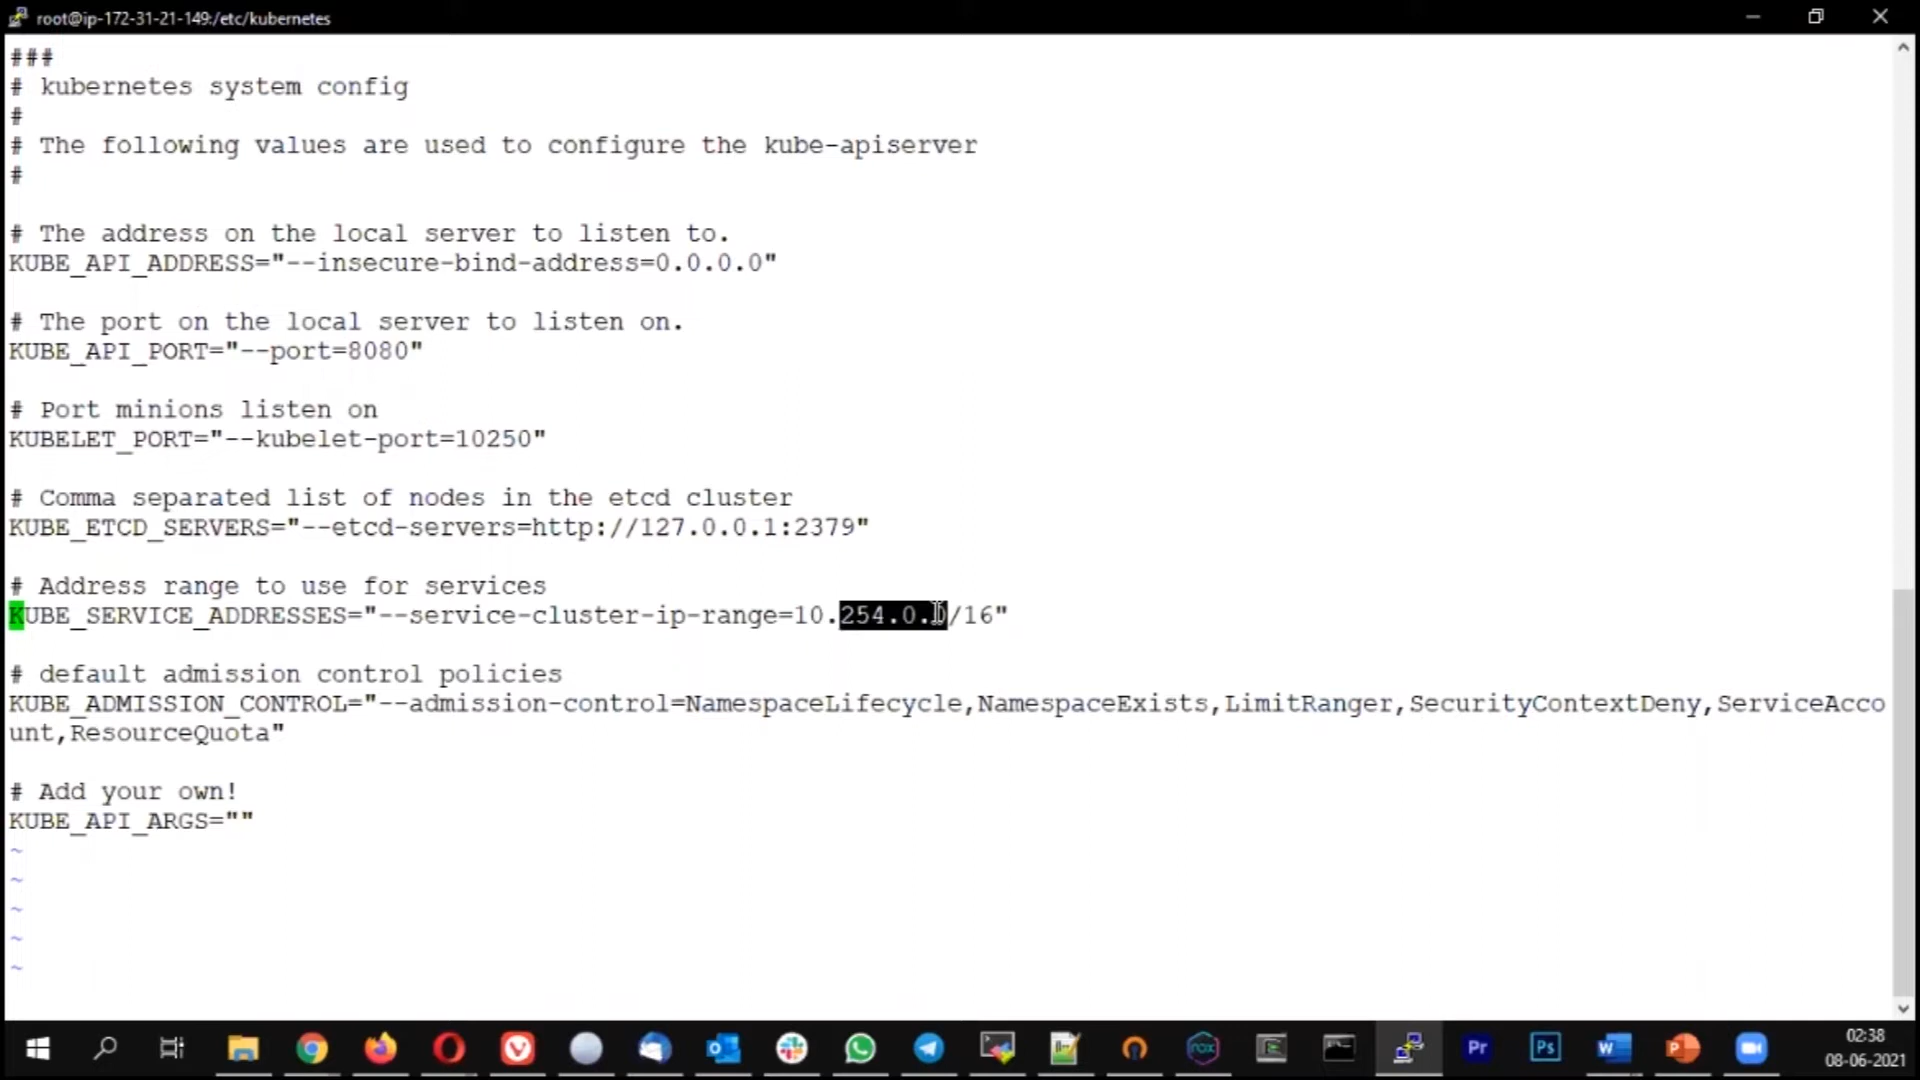 root@ip-172-31-21-149:/etc/kubernetes
###
# kubernetes system config
#
# The following values are used to configure the kube-apiserver
#
# The address on the local server to listen to.
KUBE_API_ADDRESS="--insecure-bind-address=0.0.0.0"
# The port on the local server to listen on.
KUBE_API_PORT="--port=8080"
# Port minions listen on
KUBELET_PORT="--kubelet-port=10250"
# Comma separated list of nodes in the etcd cluster
KUBE_ETCD_SERVERS="--etcd-servers=http://127.0.0.1:2379"
# Address range to use for services
KUBE_SERVICE_ADDRESSES="--service-cluster-ip-range=10.254.0.0/16"
# default admission control policies
KUBE_ADMISSION_CONTROL="--admission-control=NamespaceLifecycle,NamespaceExists,LimitRanger,SecurityContextDeny,ServiceAcco
unt,ResourceQuota"
# Add your own!
KUBE_API_ARGS=""
~
~
~
~
~
nox
Pr
Ps
02:38
08-06-2021